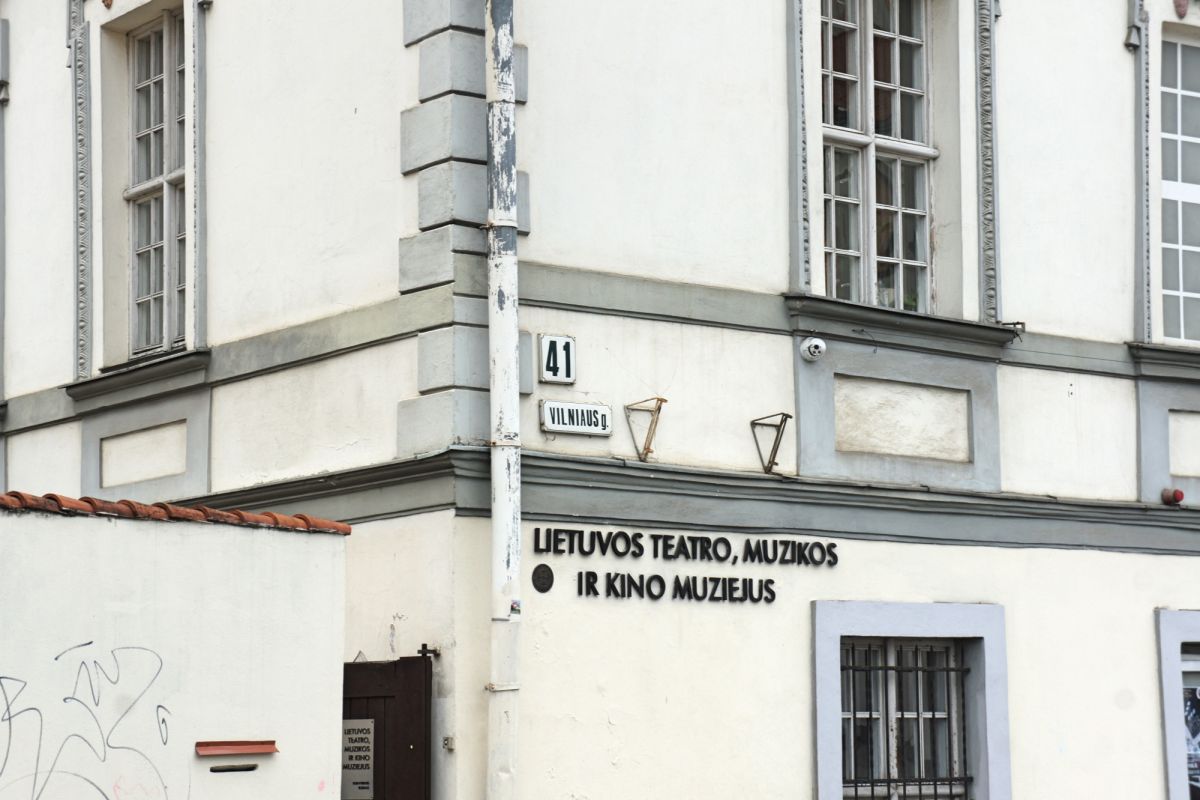 41
VILNIAUS g.
LIETUVOS TEATRO, MUZIKOS
IR KINO MUZIEJUS
LIETUVOS
TEATRO,
MUZIKOS
IR KINO
MUZIEJUS